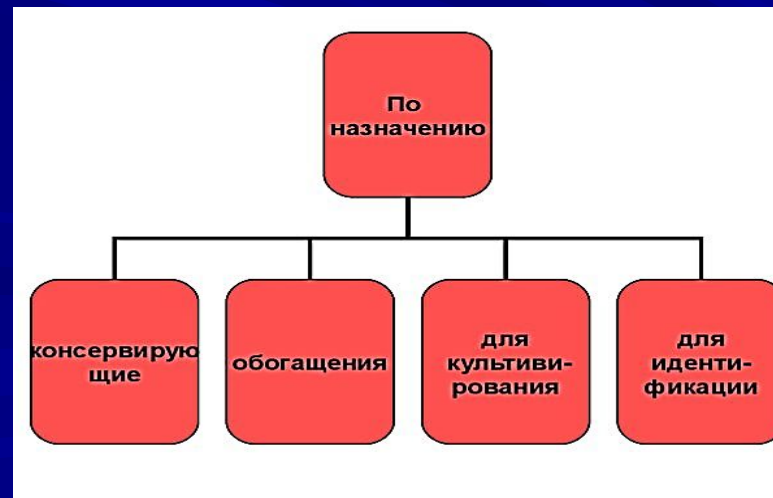 По
назначению
консервирую
щие
обогащения
для
культиви-
рования
для
иденти-
фикации